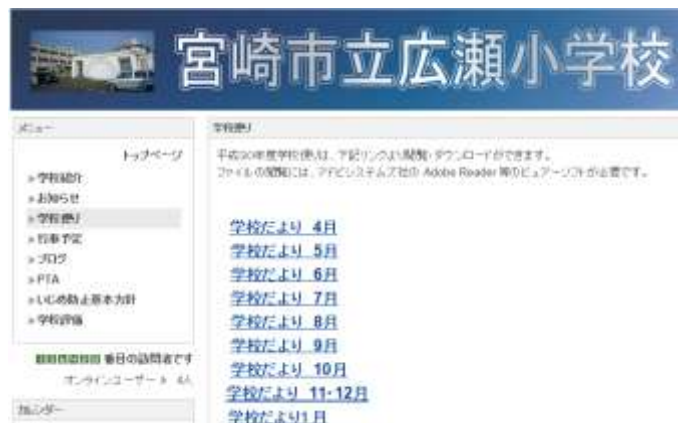 宮崎市立広瀬小学校
メニュー
トップページ
» 学校紹介
» お知らせ
» 学校便り
» 行事予定
» ブログ
» PTA
» いじめ防止基本方針
» 学校評価
番目の訪問者です
オンラインユーザー » 4人
カレンダー
学校便り
平成30年度学校便りは、下記リンクより閲覧・ダウンロードができます。
ファイルの閲覧には、アドビシステムズ社の Adobe Reader 等のビューアーソフトが必要です。
学校だより 4月
学校だより 5月
学校だより 6月
学校だより 7月
学校だより 8月
学校だより 9月
学校だより 10月
学校だより 11・12月
学校だより1月